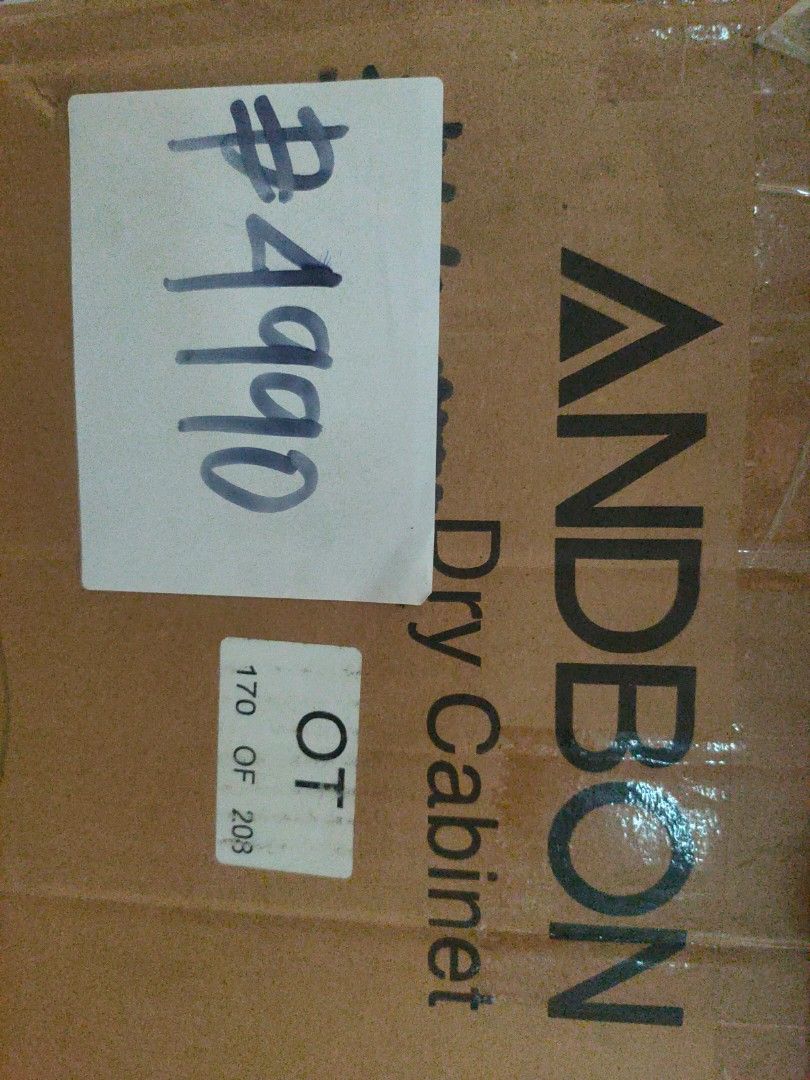 ANDBON
Dry Cabinet
₱4990
OT
170 OF 208